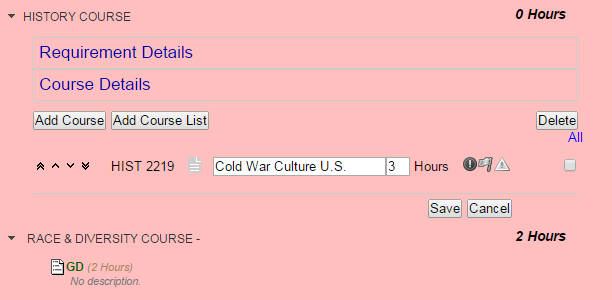 HISTORY COURSE 0 Hours
Requirement Details
Course Details
Add Course Add Course List Delete
All
HIST 2219 Cold War Culture U.S. 3 Hours
Save Cancel
RACE & DIVERSITY COURSE - 2 Hours
GD (2 Hours)
No description.